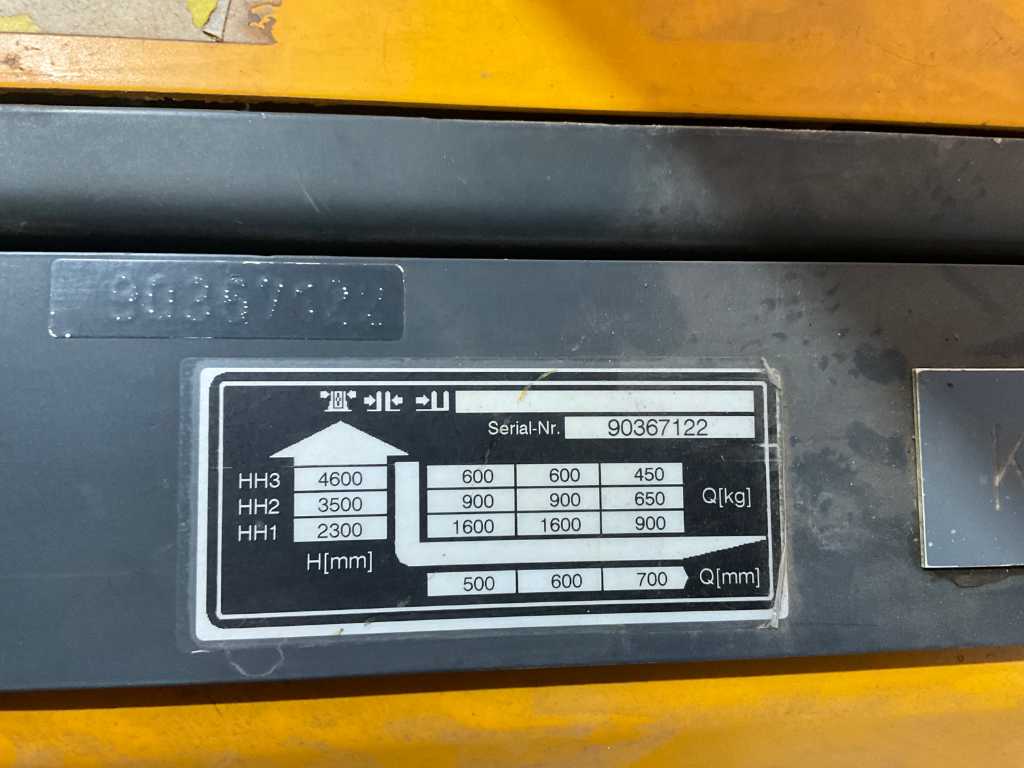 90367122
Serial-Nr. 90367122
HH3 4600 600 600 450
HH2 3500 900 900 650 Q[kg]
HH1 2300 1600 1600 900
H[mm]
500 600 700 Q[mm]